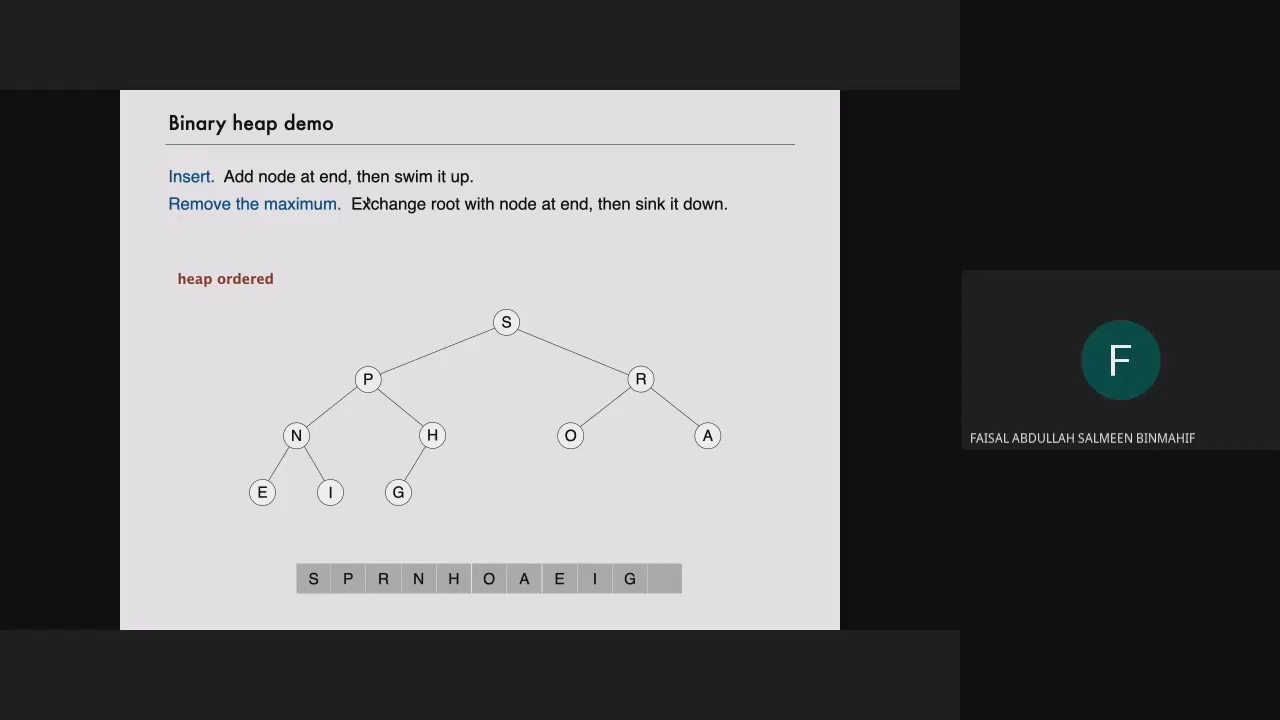 Binary heap demo
Insert. Add node at end, then swim it up.
Remove the maximum. Exchange root with node at end, then sink it down.
heap ordered
S
P R
N H O A
E I G
S P R N H O A E I G
F
FAISAL ABDULLAH SALMEEN BINMAHIF